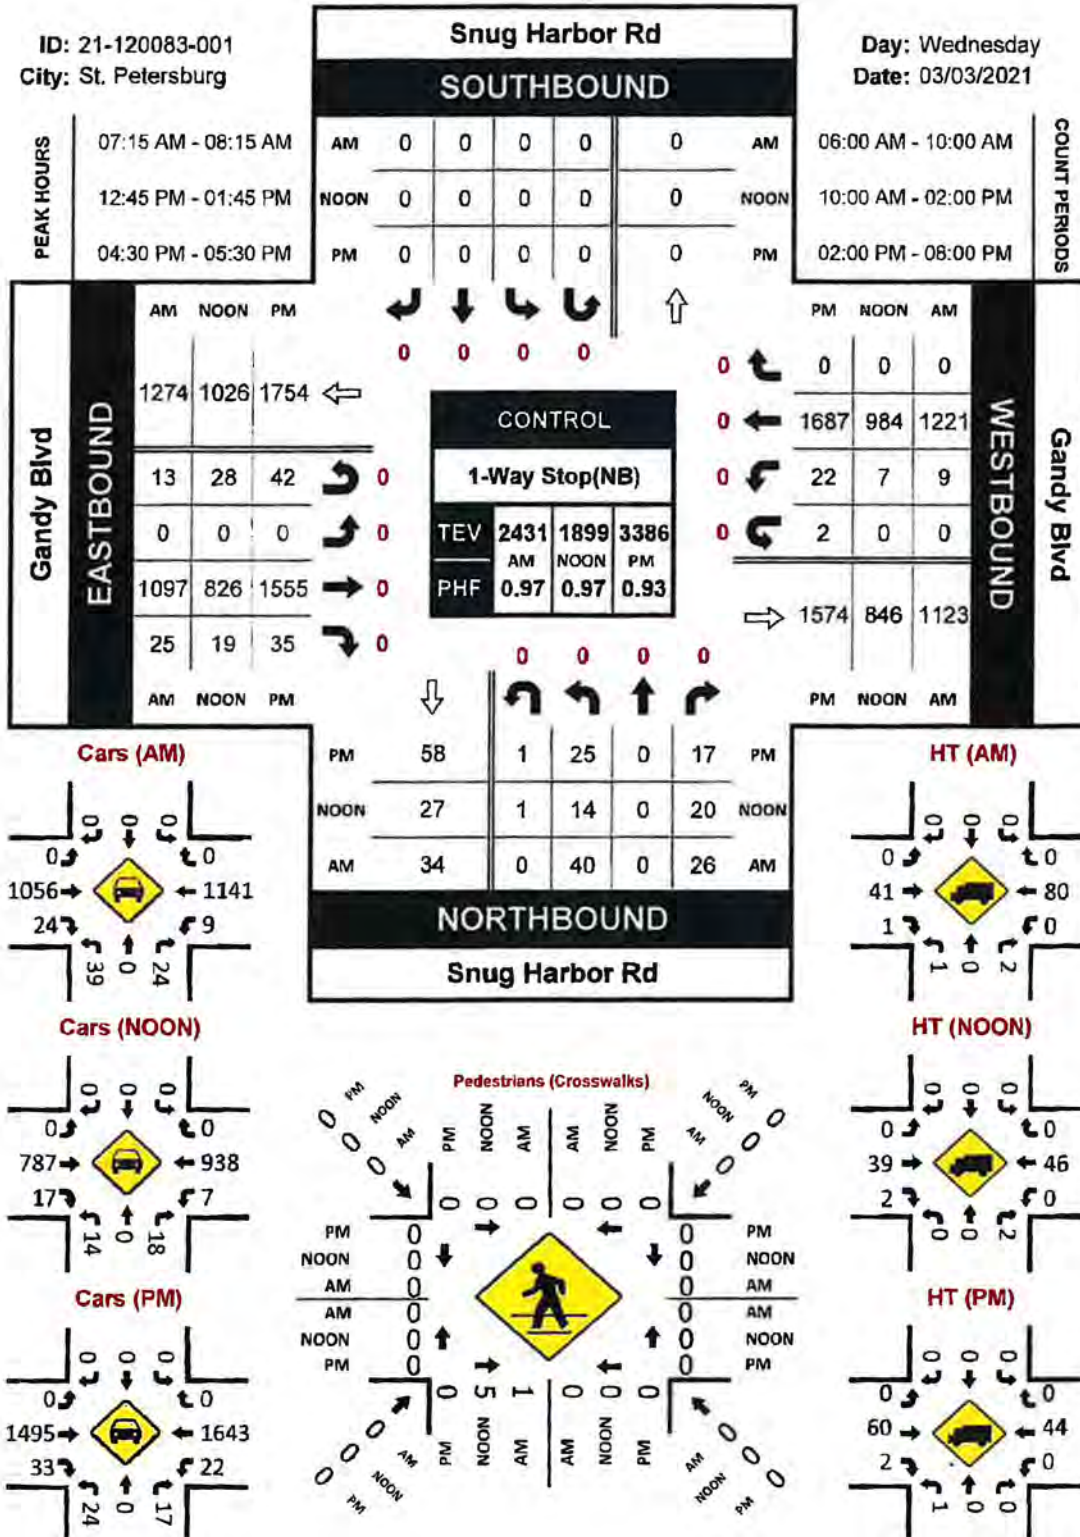 ID: 21-120083-001
City: St. Petersburg
Snug Harbor Rd
SOUTHBOUND
Day: Wednesday
Date: 03/03/2021
PEAK HOURS
07:15 AM - 08:15 AM
12:45 PM - 01:45 PM
04:30 PM - 05:30 PM
AM 0 0 0 0 0 AM
NOON 0 0 0 0 0 NOON
PM 0 0 0 0 0 PM
06:00 AM - 10:00 AM
10:00 AM - 02:00 PM
02:00 PM - 08:00 PM
COUNT PERIODS
0 0 0 0
Gandy Blvd
EASTBOUND
AM NOON PM
1274 1026 1754
13 28 42 0
0 0 0 0
1097 826 1555 0
25 19 35 0
AM NOON PM
CONTROL
1-Way Stop(NB)
TEV 2431 1899 3386
AM NOON PM
PHF 0.97 0.97 0.93
PM NOON AM
0 0 0 0
0 1687 984 1221
0 22 7 9
0 2 0 0
1574 846 1123
PM NOON AM
WESTBOUND
Gandy Blvd
0 0 0 0
PM 58 1 25 0 17 PM
NOON 27 1 14 0 20 NOON
AM 34 0 40 0 26 AM
NORTHBOUND
Snug Harbor Rd
Cars (AM)
0 0 0
0 0
1056 1141
24 9
39 0 24
Cars (NOON)
0 0 0
0 0
787 938
17 7
14 0 18
Cars (PM)
0 0 0
0 0
1495 1643
33 22
24 0 17
Pedestrians (Crosswalks)
PM NOON AM
0 0 0
PM NOON AM AM NOON PM
0 0 0 0 0 0
PM NOON AM
0 0 0
PM 0 0 PM
NOON 0 0 NOON
AM 0 0 AM
AM 0 0 AM
NOON 0 0 NOON
PM 0 0 PM
0 5 1 0 0 0
PM NOON AM AM NOON PM
0 0 0
AM NOON PM
0 0 0
AM NOON PM
HT (AM)
0 0 0
0 0
41 80
1 0
1 0 2
HT (NOON)
0 0 0
0 0
39 46
2 0
0 0 2
HT (PM)
0 0 0
0 0
60 44
2 0
1 0 0